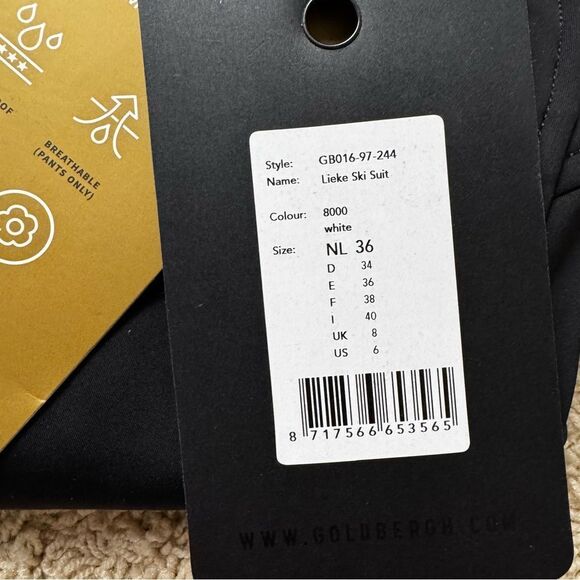 OF
BREATHABLE
(PANTS ONLY)
Style: GB016-97-244
Name: Lieke Ski Suit
Colour: 8000
white
Size: NL 36
D 34
E 36
F 38
I 40
UK 8
US 6
8 717566 653565
WWW.GOLDBERGH.COM